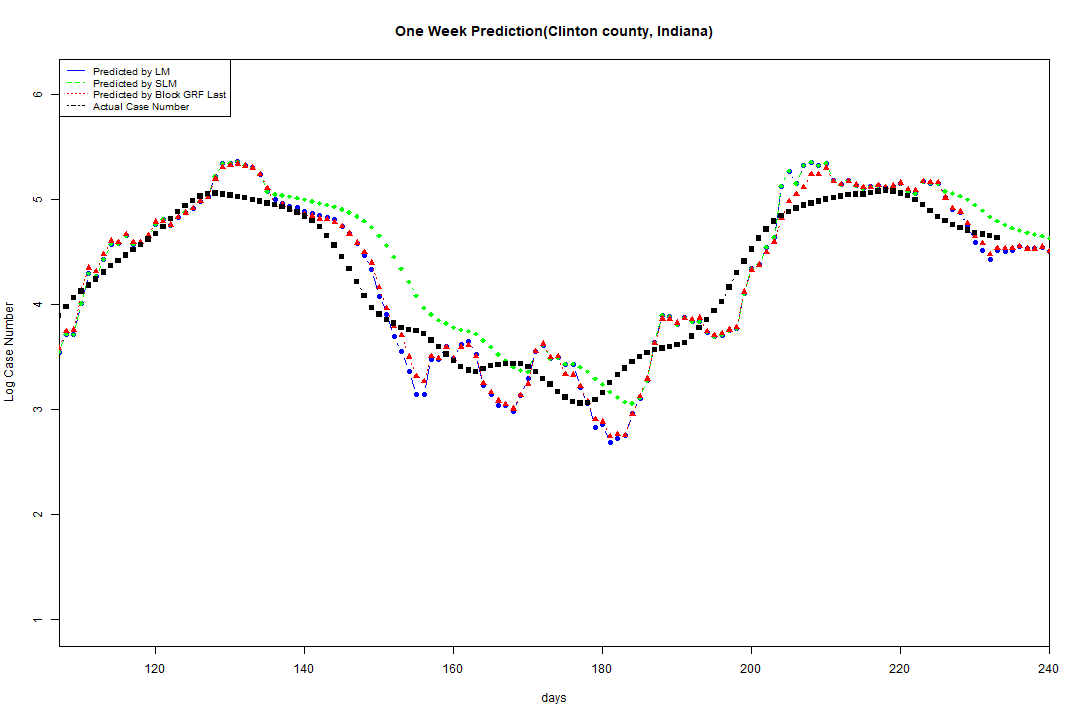 One Week Prediction(Clinton county, Indiana)
Predicted by LM
Predicted by SLM
Predicted by Block GRF Last
Actual Case Number
6
5
4
3
2
1
Log Case Number
120 140 160 180 200 220 240
days